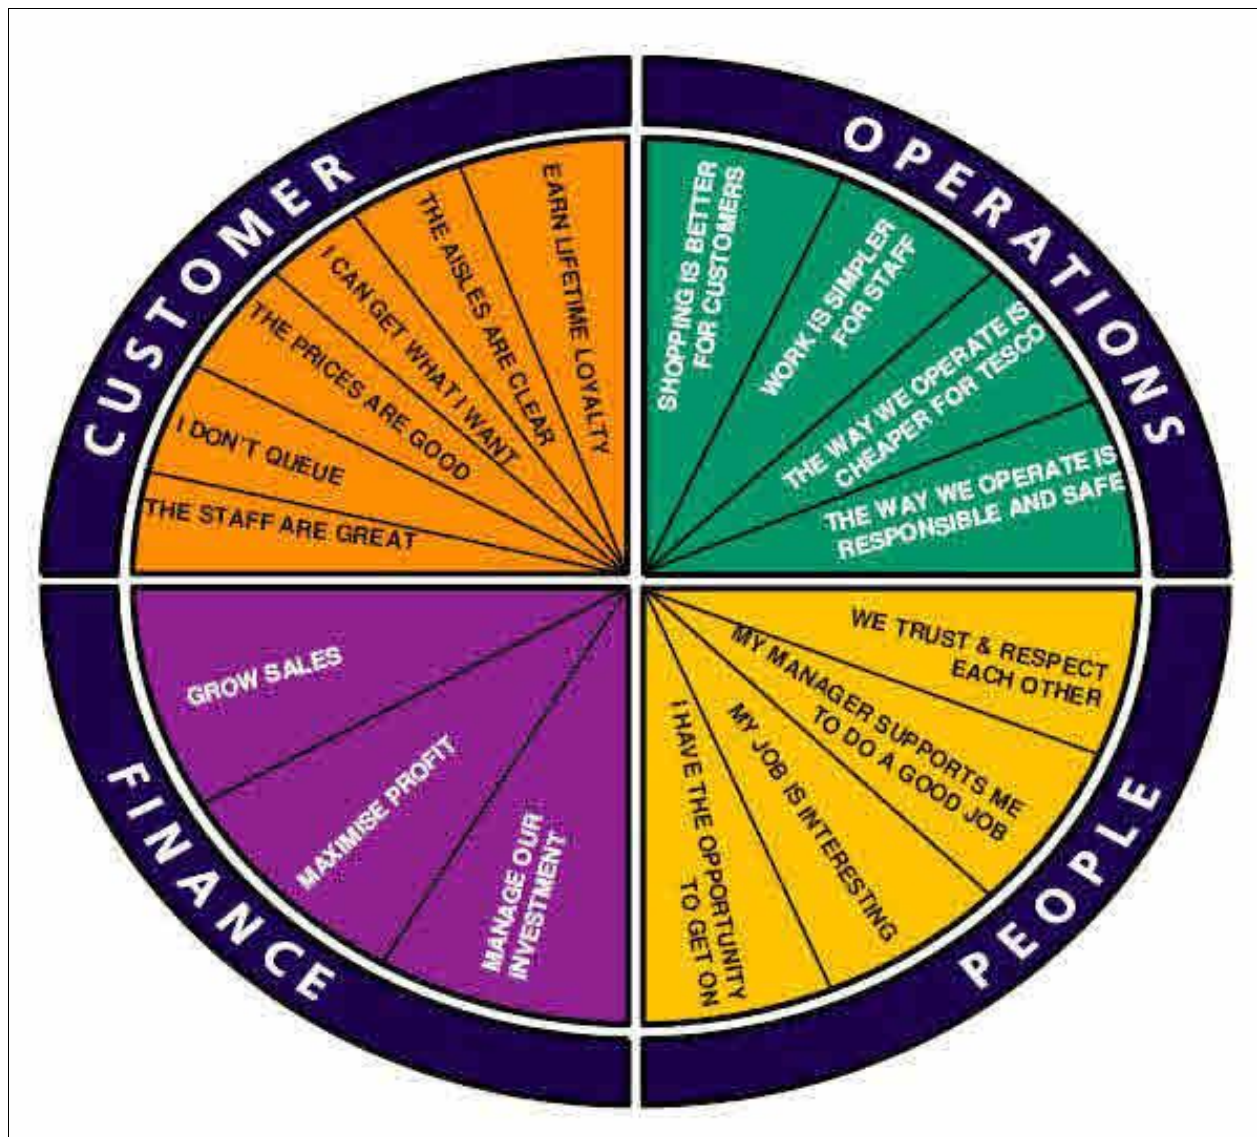 CUSTOMER
EARN LIFETIME LOYALTY
THE AISLES ARE CLEAR
I CAN GET WHAT I WANT
THE PRICES ARE GOOD
I DON'T QUEUE
THE STAFF ARE GREAT
OPERATIONS
SHOPPING IS BETTER
FOR CUSTOMERS
WORK IS SIMPLER
FOR STAFF
THE WAY WE OPERATE IS
CHEAPER FOR TESCO
THE WAY WE OPERATE IS
RESPONSIBLE AND SAFE
PEOPLE
WE TRUST & RESPECT
EACH OTHER
MY MANAGER SUPPORTS ME
TO DO A GOOD JOB
MY JOB IS INTERESTING
I HAVE THE OPPORTUNITY
TO GET ON
FINANCE
GROW SALES
MAXIMISE PROFIT
MANAGE OUR
INVESTMENT